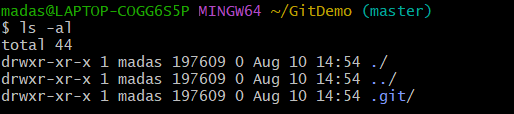 madas@LAPTOP-COGG6S5P MINGW64 ~/GitDemo (master)
$ ls -al
total 44
drwxr-xr-x 1 madas 197609 0 Aug 10 14:54 ./
drwxr-xr-x 1 madas 197609 0 Aug 10 14:54 ../
drwxr-xr-x 1 madas 197609 0 Aug 10 14:54 .git/